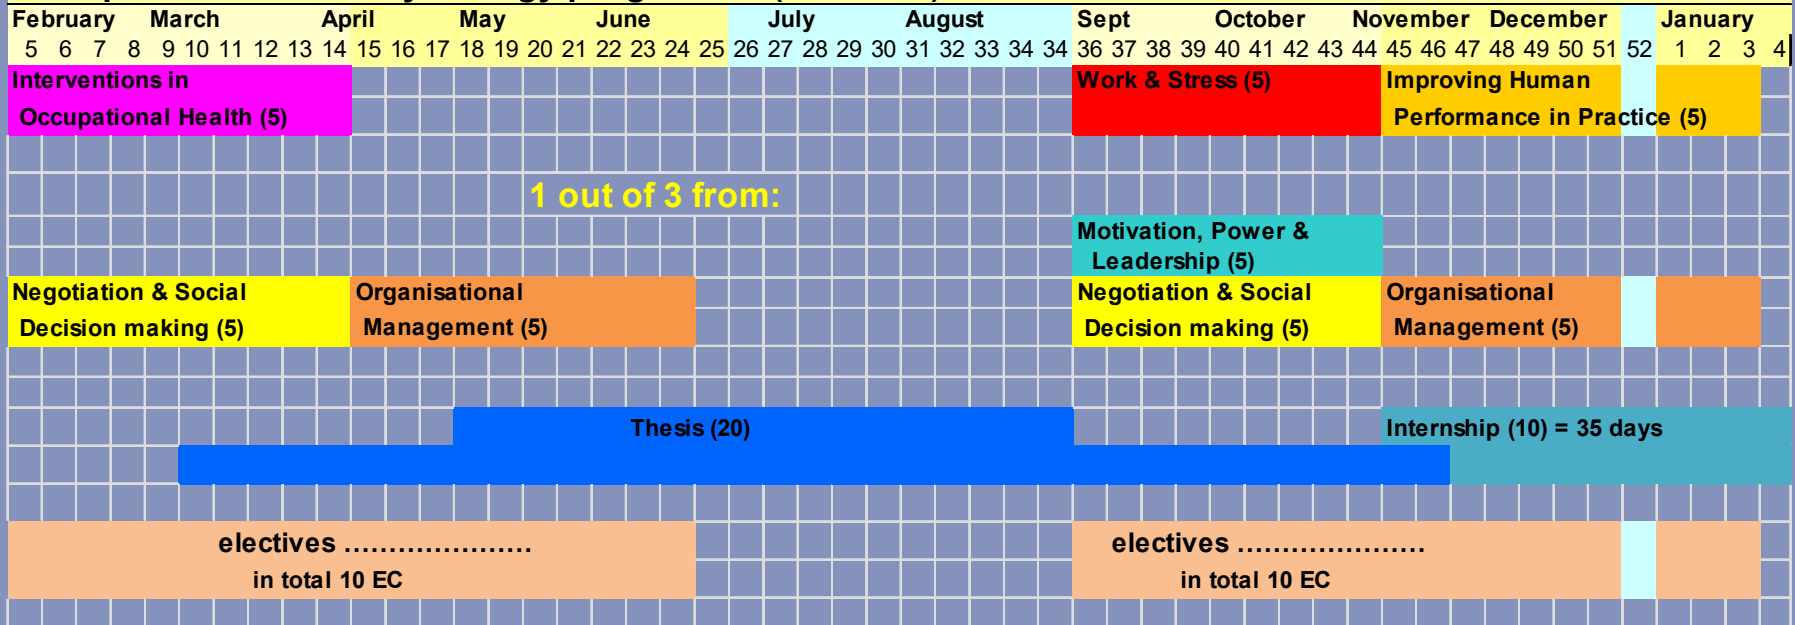 February March April May June July August Sept October November December January
5 6 7 8 9 10 11 12 13 14 15 16 17 18 19 20 21 22 23 24 25 26 27 28 29 30 31 32 33 34 34 36 37 38 39 40 41 42 43 44 45 46 47 48 49 50 51 52 1 2 3 4
Interventions in
Occupational Health (5)
Work & Stress (5)
Improving Human
Performance in Practice (5)
1 out of 3 from:
Motivation, Power &
Leadership (5)
Negotiation & Social
Decision making (5)
Organisational
Management (5)
Negotiation & Social
Decision making (5)
Organisational
Management (5)
Thesis (20)
Internship (10) = 35 days
electives .....................
in total 10 EC
electives .....................
in total 10 EC